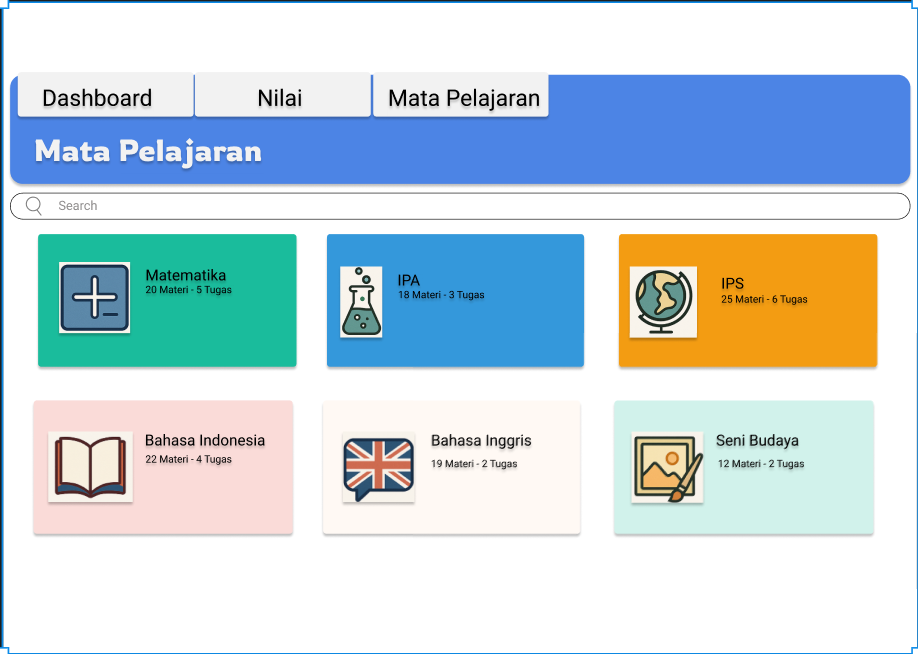 Dashboard
Nilai
Mata Pelajaran
Mata Pelajaran
Search
Matematika
20 Materi - 5 Tugas
IPA
18 Materi - 3 Tugas
IPS
25 Materi - 6 Tugas
Bahasa Indonesia
22 Materi - 4 Tugas
Bahasa Inggris
19 Materi - 2 Tugas
Seni Budaya
12 Materi - 2 Tugas